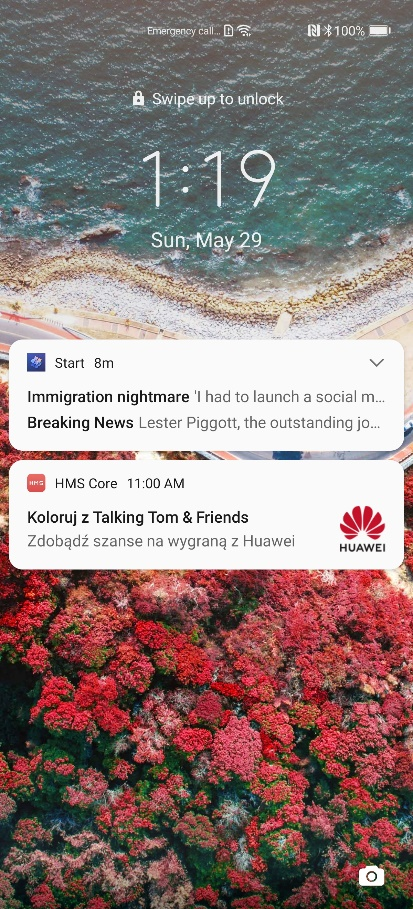 Emergency call... 100%
Swipe up to unlock
1:19
Sun, May 29
Start 8m
Immigration nightmare 'I had to launch a social m...
Breaking News Lester Piggott, the outstanding jo...
HMS HMS Core 11:00 AM
Koloruj z Talking Tom & Friends
Zdobądź szanse na wygraną z Huawei
HUAWEI